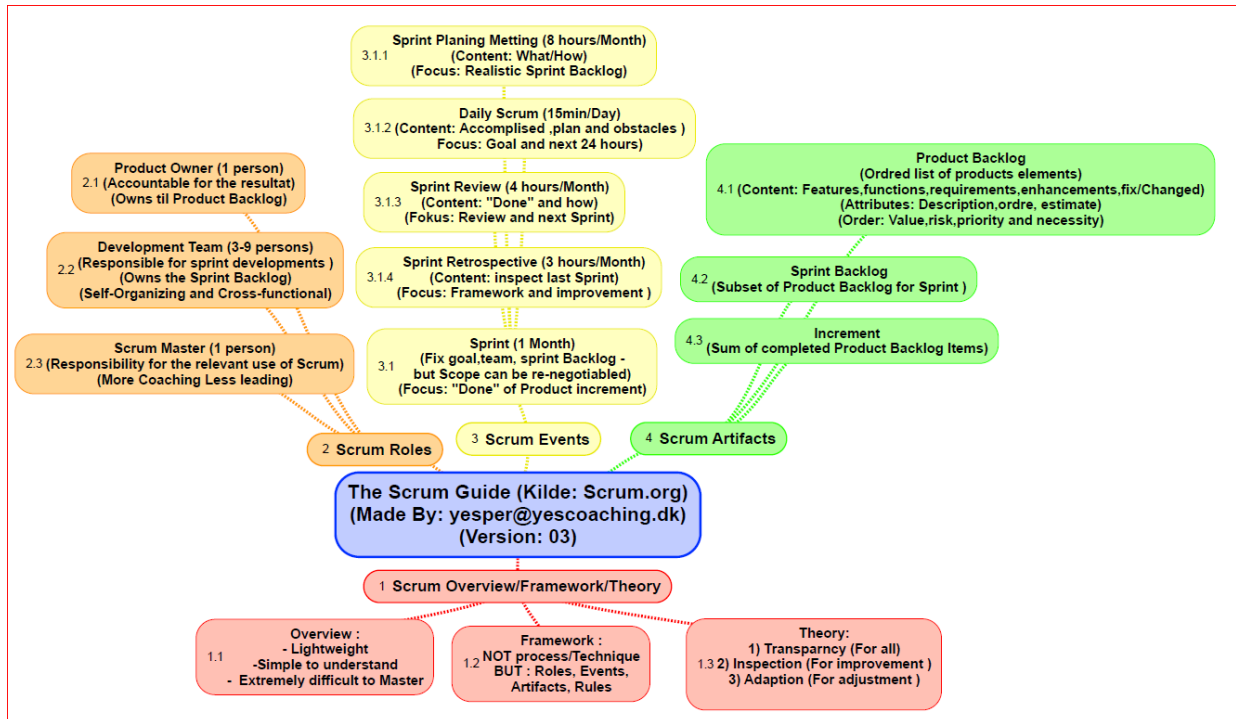 3.1.1
Sprint Planing Metting (8 hours/Month)
(Content: What/How)
(Focus: Realistic Sprint Backlog)
3.1.2
Daily Scrum (15min/Day)
(Content: Accomplised ,plan and obstacles )
Focus: Goal and next 24 hours)
3.1.3
Sprint Review (4 hours/Month)
(Content: "Done" and how)
(Fokus: Review and next Sprint)
3.1.4
Sprint Retrospective (3 hours/Month)
(Content: inspect last Sprint)
(Focus: Framework and improvement )
3.1
Sprint (1 Month)
(Fix goal,team, sprint Backlog -
but Scope can be re-negotiabled)
(Focus: "Done" of Product increment)
2.1
Product Owner (1 person)
(Accountable for the resultat)
(Owns til Product Backlog)
2.2
Development Team (3-9 persons)
(Responsible for sprint developments )
(Owns the Sprint Backlog)
(Self-Organizing and Cross-functional)
2.3
Scrum Master (1 person)
(Responsibility for the relevant use of Scrum)
(More Coaching Less leading)
4.1
Product Backlog
(Ordred list of products elements)
(Content: Features,functions,requirements,enhancements,fix/Changed)
(Attributes: Description,ordre, estimate)
(Order: Value,risk,priority and necessity)
4.2
Sprint Backlog
(Subset of Product Backlog for Sprint )
4.3
Increment
(Sum of completed Product Backlog Items)
2 Scrum Roles
3 Scrum Events
4 Scrum Artifacts
The Scrum Guide (Kilde: Scrum.org)
(Made By: yesper@yescoaching.dk)
(Version: 03)
1 Scrum Overview/Framework/Theory
1.1
Overview :
- Lightweight
-Simple to understand
- Extremely difficult to Master
1.2
Framework :
NOT process/Technique
BUT : Roles, Events,
Artifacts, Rules
1.3
Theory:
1) Transparncy (For all)
2) Inspection (For improvement )
3) Adaption (For adjustment )